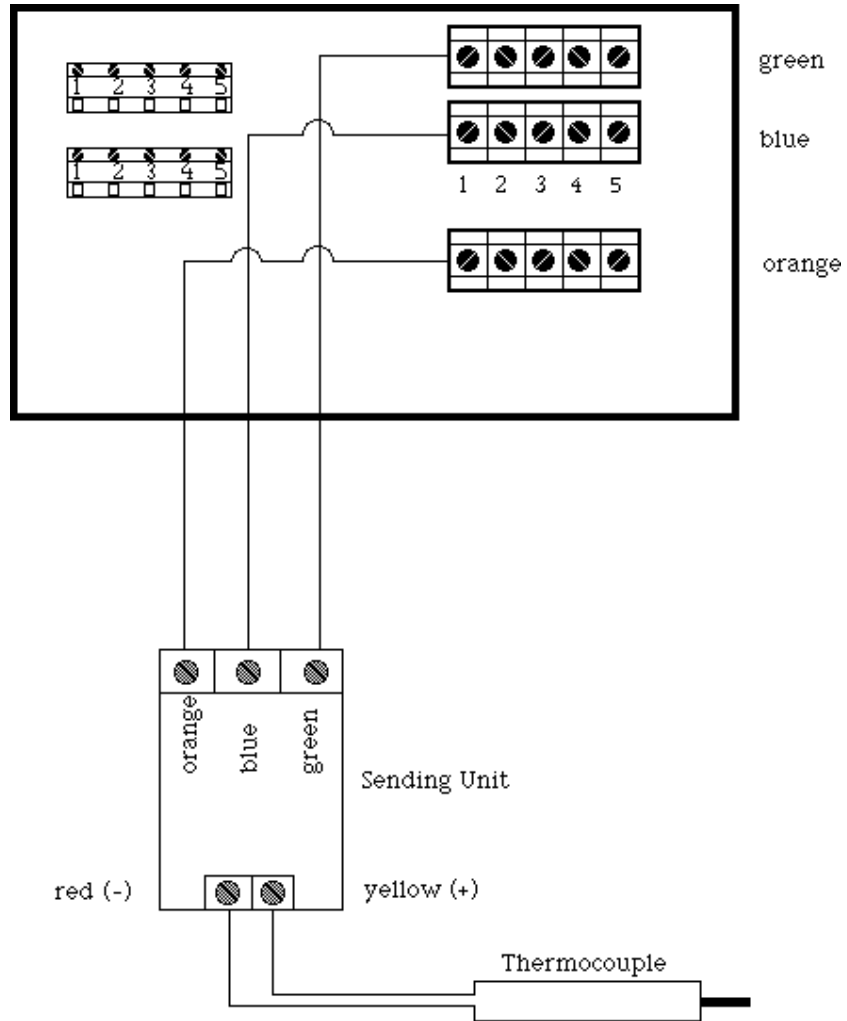 green
1 2 3 4 5
blue
1 2 3 4 5
1 2 3 4 5
orange
orange
blue
green
Sending Unit
red (-)
yellow (+)
Thermocouple